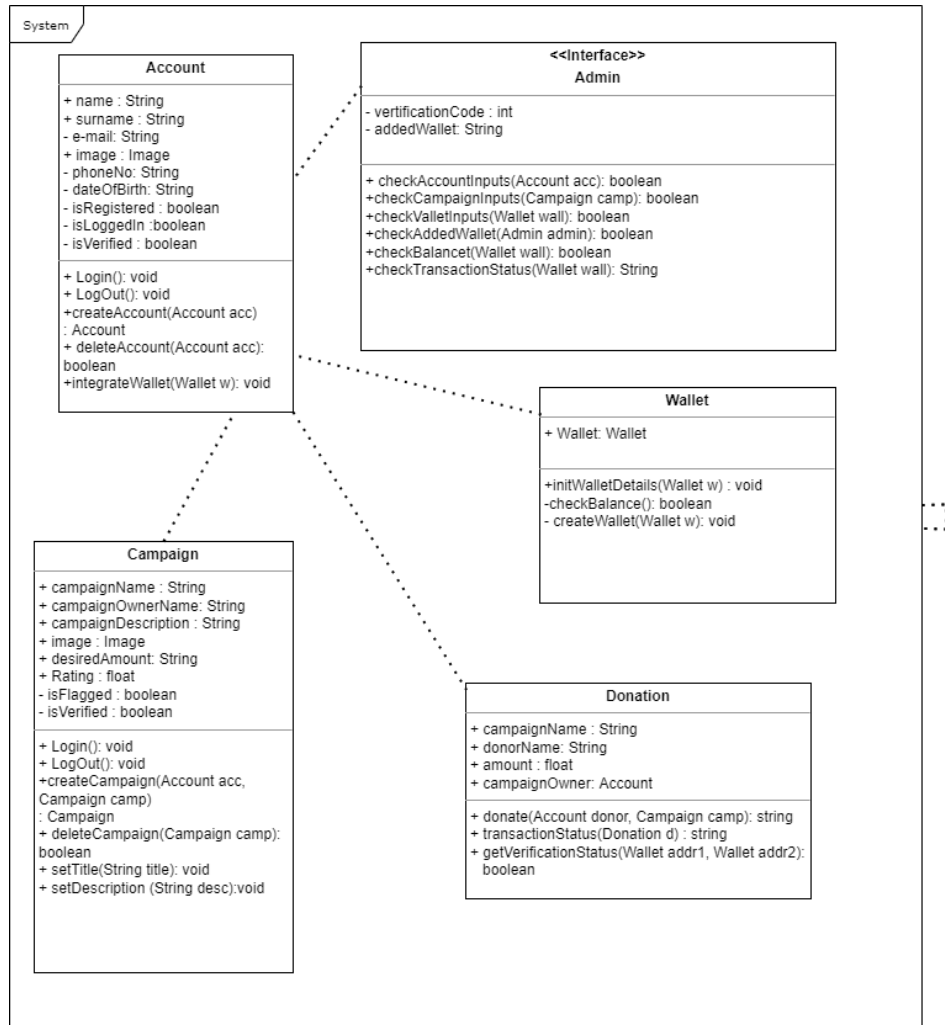 System
Account
+ name : String
+ surname : String
- e-mail: String
+ image : Image
- phoneNo: String
- dateOfBirth: String
- isRegistered : boolean
- isLoggedIn :boolean
- isVerified : boolean
+ Login(): void
+ LogOut(): void
+createAccount(Account acc)
: Account
+ deleteAccount(Account acc):
boolean
+integrateWallet(Wallet w): void
<<Interface>>
Admin
- vertificationCode : int
- addedWallet: String
+ checkAccountInputs(Account acc): boolean
+checkCampaignInputs(Campaign camp): boolean
+checkValletInputs(Wallet wall): boolean
+checkAddedWallet(Admin admin): boolean
+checkBalancet(Wallet wall): boolean
+checkTransactionStatus(Wallet wall): String
Wallet
+ Wallet: Wallet
+initWalletDetails(Wallet w) : void
-checkBalance(): boolean
- createWallet(Wallet w): void
Campaign
+ campaignName : String
+ campaignOwnerName: String
+ campaignDescription : String
+ image : Image
+ desiredAmount: String
+ Rating : float
- isFlagged : boolean
- isVerified : boolean
+ Login(): void
+ LogOut(): void
+createCampaign(Account acc,
Campaign camp)
: Campaign
+ deleteCampaign(Campaign camp):
boolean
+ setTitle(String title): void
+ setDescription (String desc):void
Donation
+ campaignName : String
+ donorName: String
+ amount : float
+ campaignOwner: Account
+ donate(Account donor, Campaign camp): string
+ transactionStatus(Donation d) : string
+ getVerificationStatus(Wallet addr1, Wallet addr2):
boolean